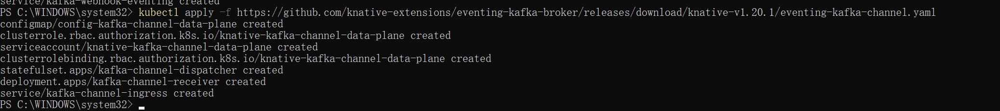 service/kafka-webhook-eventing created
PS C:\WINDOWS\system32> kubectl apply -f https://github.com/knative-extensions/eventing-kafka-broker/releases/download/knative-v1.20.1/eventing-kafka-channel.yaml
configmap/config-kafka-channel-data-plane created
clusterrole.rbac.authorization.k8s.io/knative-kafka-channel-data-plane created
serviceaccount/knative-kafka-channel-data-plane created
clusterrolebinding.rbac.authorization.k8s.io/knative-kafka-channel-data-plane created
statefulset.apps/kafka-channel-dispatcher created
deployment.apps/kafka-channel-receiver created
service/kafka-channel-ingress created
PS C:\WINDOWS\system32>